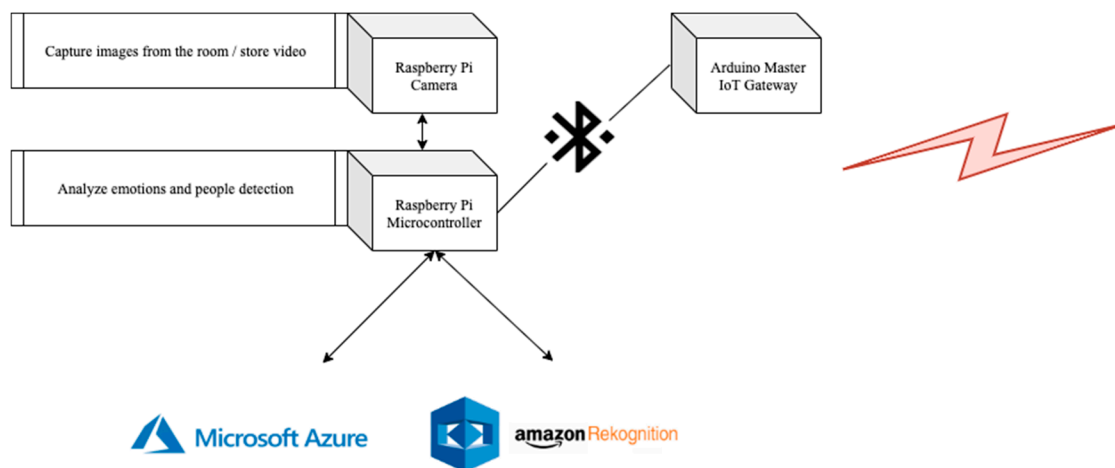 Capture images from the room / store video
Raspberry Pi
Camera
Arduino Master
IoT Gateway
Analyze emotions and people detection
Raspberry Pi
Microcontroller
Microsoft Azure
amazon Rekognition